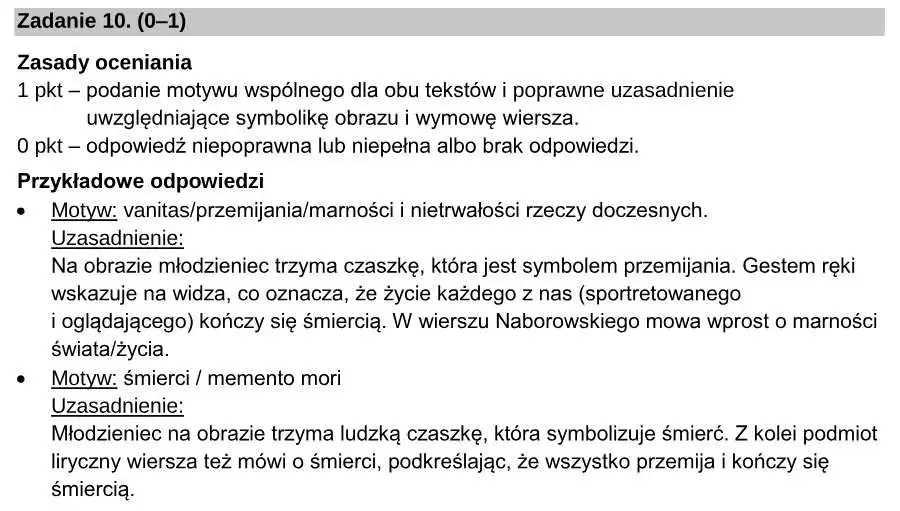 Zadanie 10. (0–1)
Zasady oceniania
1 pkt – podanie motywu wspólnego dla obu tekstów i poprawne uzasadnienie
uwzględniające symbolikę obrazu i wymowę wiersza.
0 pkt – odpowiedź niepoprawna lub niepełna albo brak odpowiedzi.
Przykładowe odpowiedzi
• Motyw: vanitas/przemijania/marności i nietrwałości rzeczy doczesnych.
Uzasadnienie:
Na obrazie młodzieniec trzyma czaszkę, która jest symbolem przemijania. Gestem ręki
wskazuje na widza, co oznacza, że życie każdego z nas (sportretowanego
i oglądającego) kończy się śmiercią. W wierszu Naborowskiego mowa wprost o marności
świata/życia.
• Motyw: śmierci / memento mori
Uzasadnienie:
Młodzieniec na obrazie trzyma ludzką czaszkę, która symbolizuje śmierć. Z kolei podmiot
liryczny wiersza też mówi o śmierci, podkreślając, że wszystko przemija i kończy się
śmiercią.